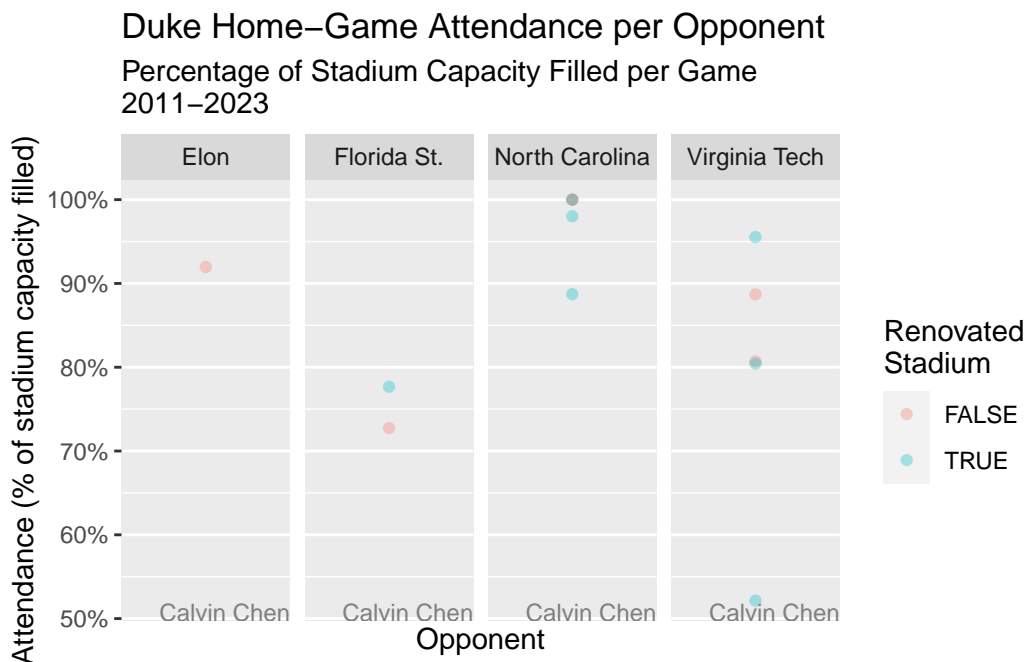 Duke Home–Game Attendance per Opponent
Percentage of Stadium Capacity Filled per Game
2011–2023
Attendance (% of stadium capacity filled)
Elon
Florida St.
North Carolina
Virginia Tech
100%
90%
80%
70%
60%
50%
Calvin Chen
Calvin Chen
Calvin Chen
Calvin Chen
Opponent
Renovated
Stadium
FALSE
TRUE